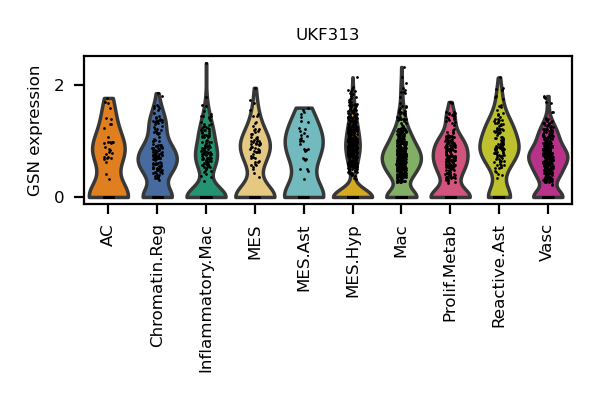 UKF313
GSN expression
2
0
AC
Chromatin.Reg
Inflammatory.Mac
MES
MES.Ast
MES.Hyp
Mac
Prolif.Metab
Reactive.Ast
Vasc